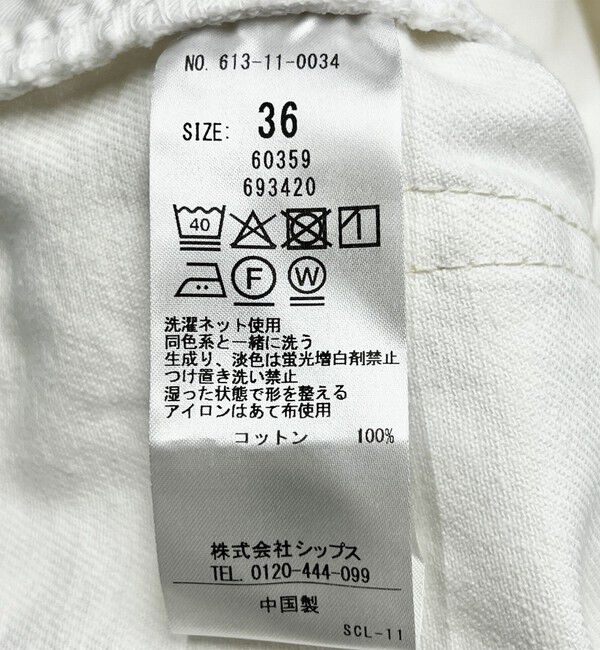 NO. 613-11-0034
SIZE: 36
60359
693420
40
F W
洗濯ネット使用
同色系と一緒に洗う
生成り、淡色は蛍光増白剤禁止
つけ置き洗い禁止
湿った状態で形を整える
アイロンはあて布使用
コットン 100%
株式会社シップス
TEL. 0120-444-099
中国製
SCL-11